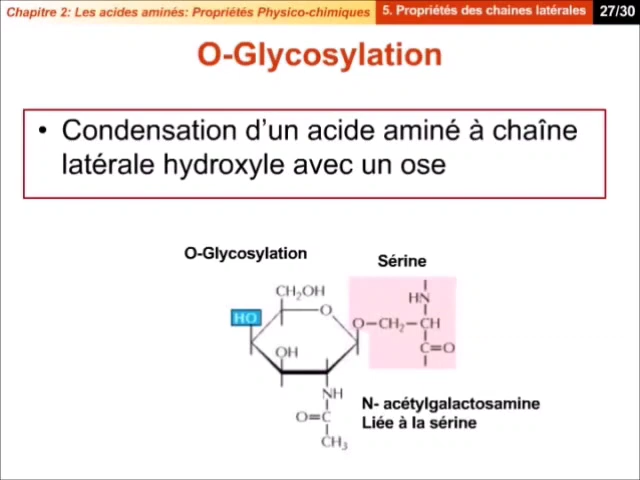 Chapitre 2: Les acides aminés: Propriétés Physico-chimiques
5. Propriétés des chaines latérales
27/30
O-Glycosylation
• Condensation d'un acide aminé à chaîne
latérale hydroxyle avec un ose
O-Glycosylation
Sérine
CH₂OH
HN
HO
O
O–CH₂–CH
OH
C=O
NH
O=C
CH₃
N- acétylgalactosamine
Liée à la sérine